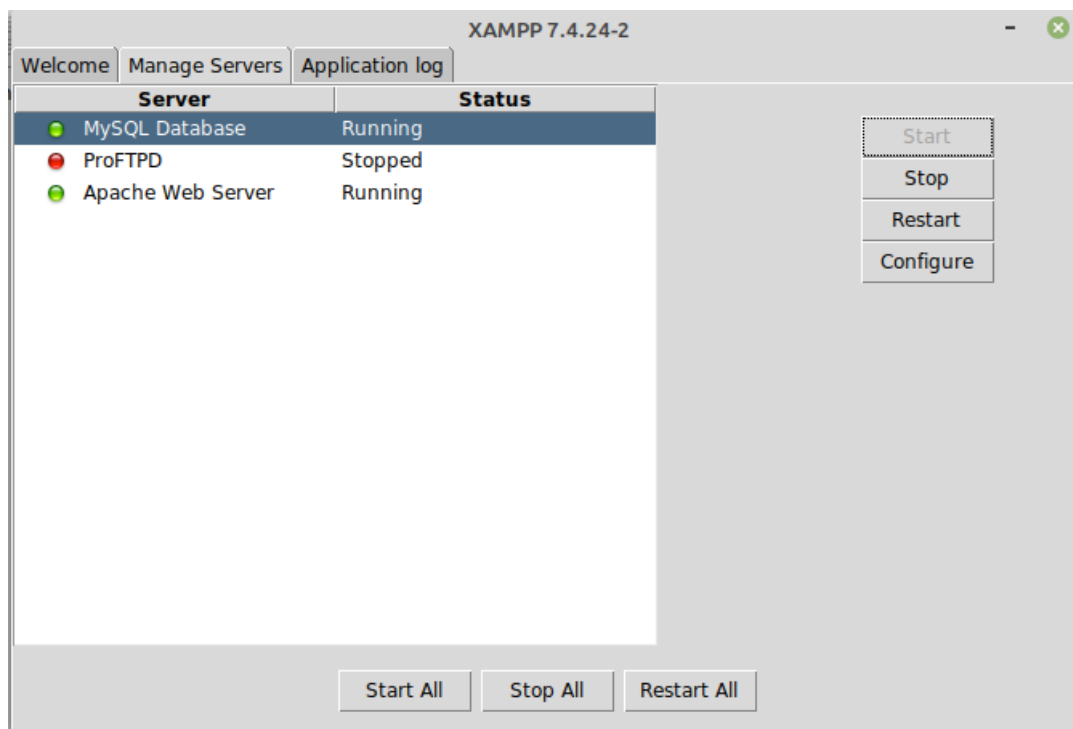 XAMPP 7.4.24-2
Welcome Manage Servers Application log
Server Status
MySQL Database Running
ProFTPD Stopped
Apache Web Server Running
Start
Stop
Restart
Configure
Start All Stop All Restart All